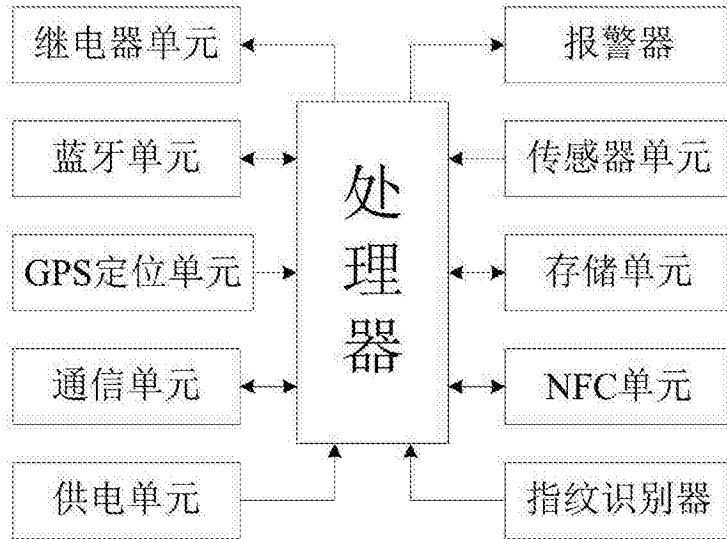 继电器单元
报警器
蓝牙单元
传感器单元
处理器
GPS定位单元
存储单元
通信单元
NFC单元
供电单元
指纹识别器